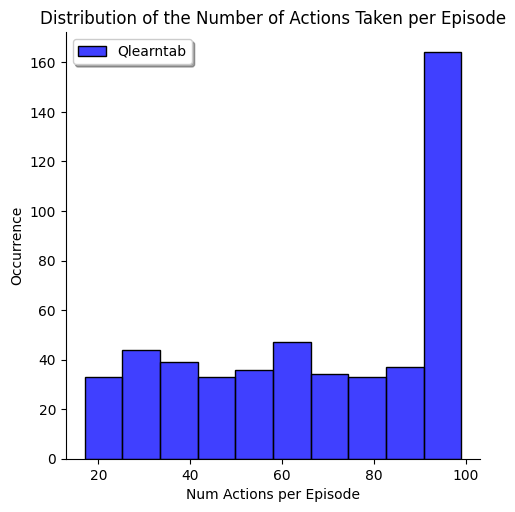 Distribution of the Number of Actions Taken per Episode
Qlearntab
160
140
120
100
80
60
40
20
0
Occurrence
20 40 60 80 100
Num Actions per Episode